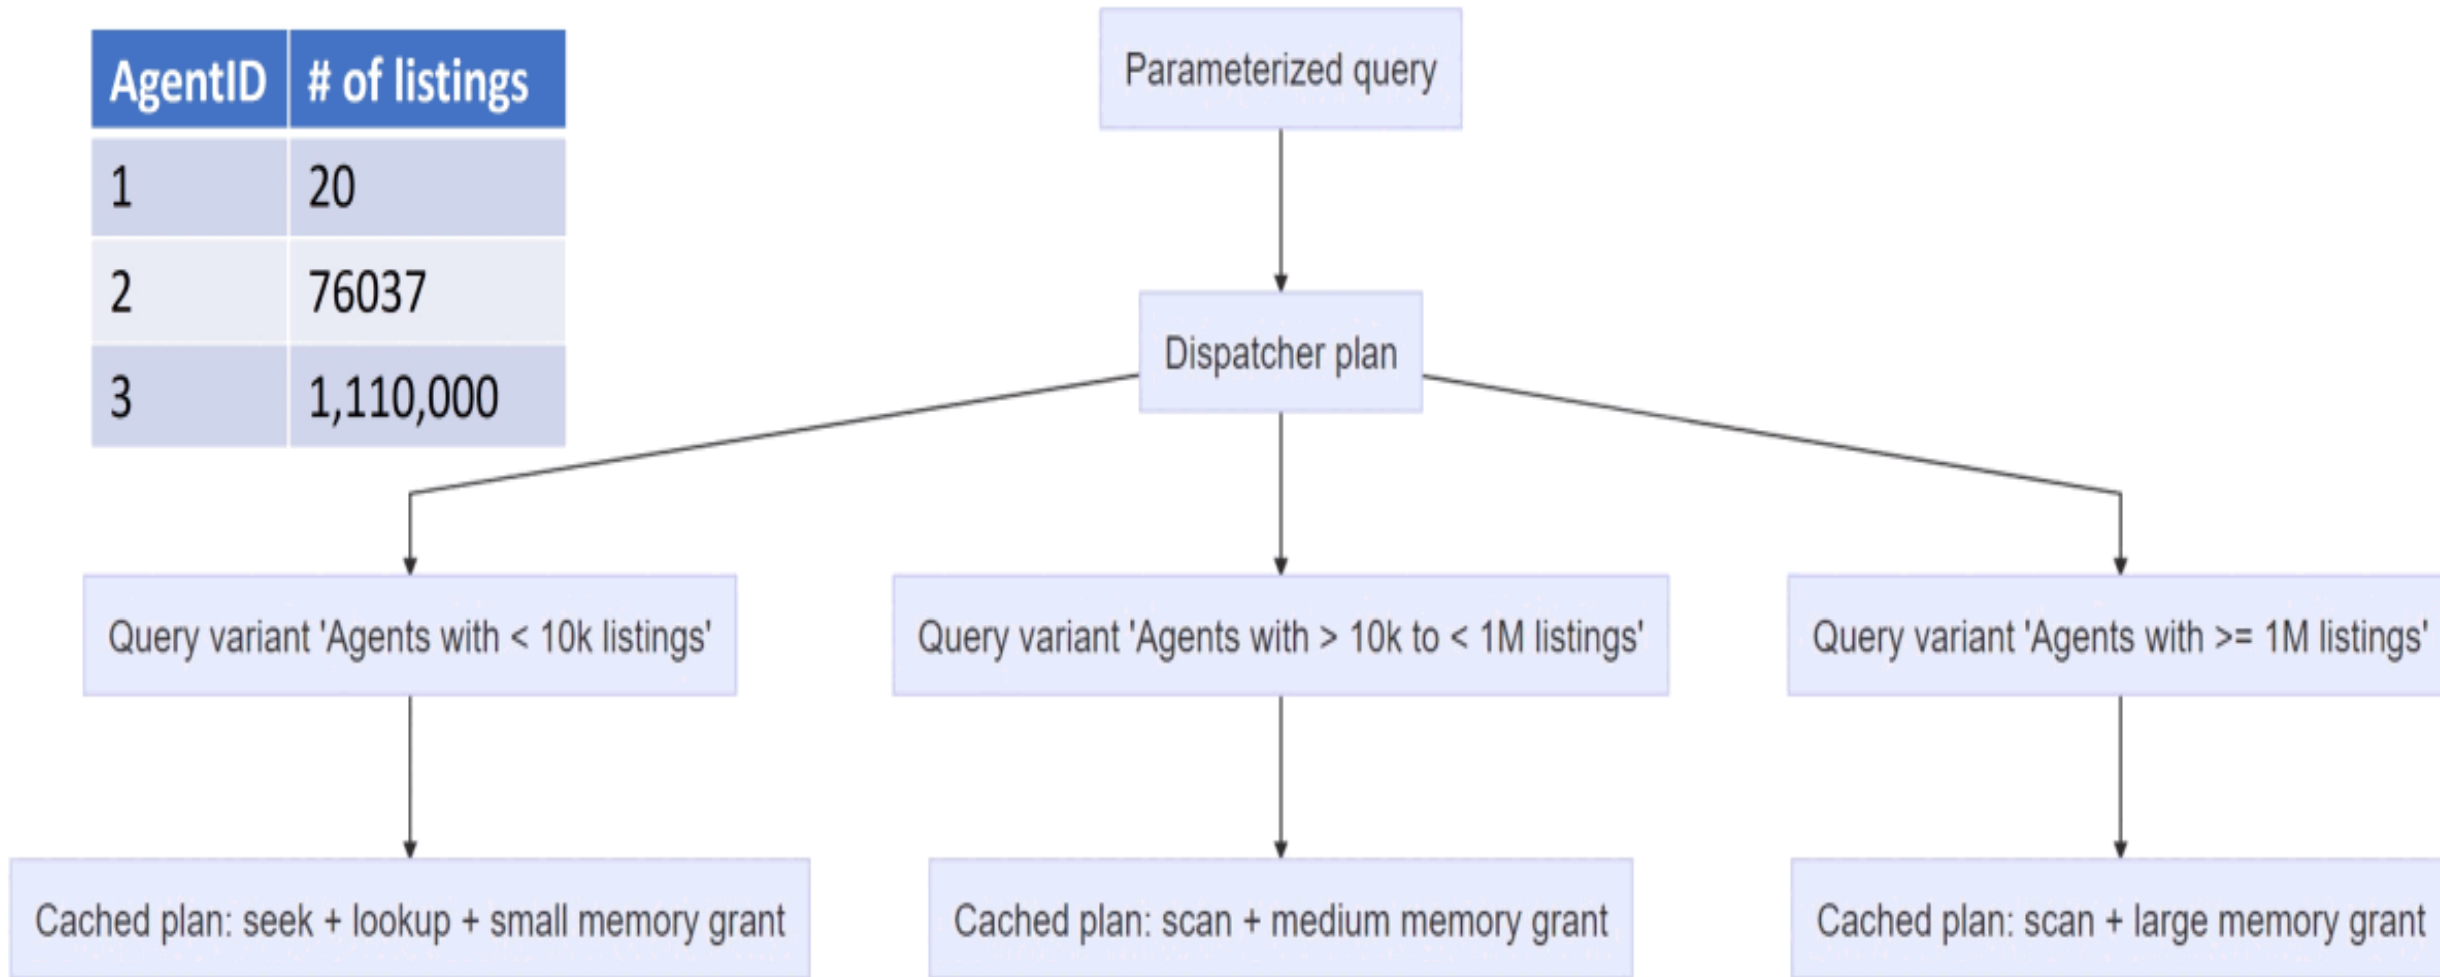 AgentID # of listings
1 20
2 76037
3 1,110,000
Parameterized query
Dispatcher plan
Query variant 'Agents with < 10k listings'
Query variant 'Agents with > 10k to < 1M listings'
Query variant 'Agents with >= 1M listings'
Cached plan: seek + lookup + small memory grant
Cached plan: scan + medium memory grant
Cached plan: scan + large memory grant